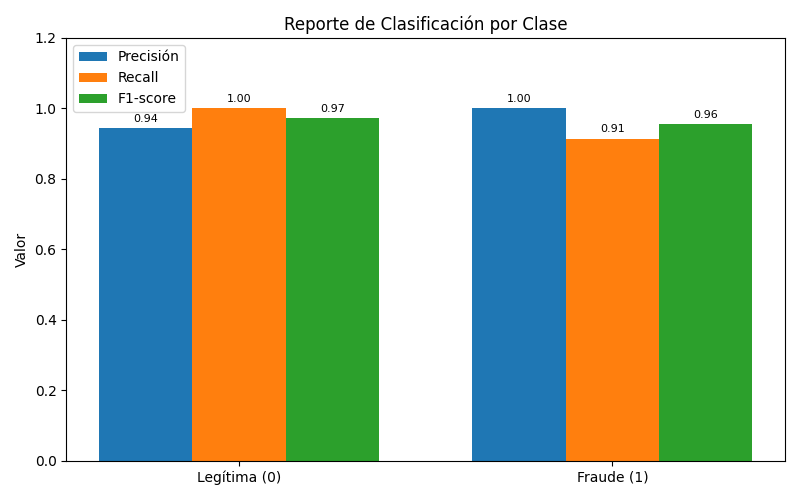 Reporte de Clasificación por Clase
Precisión
Recall
F1-score
Valor
1.2
1.0
0.8
0.6
0.4
0.2
0.0
0.94
1.00
0.97
1.00
0.91
0.96
Legítima (0)
Fraude (1)